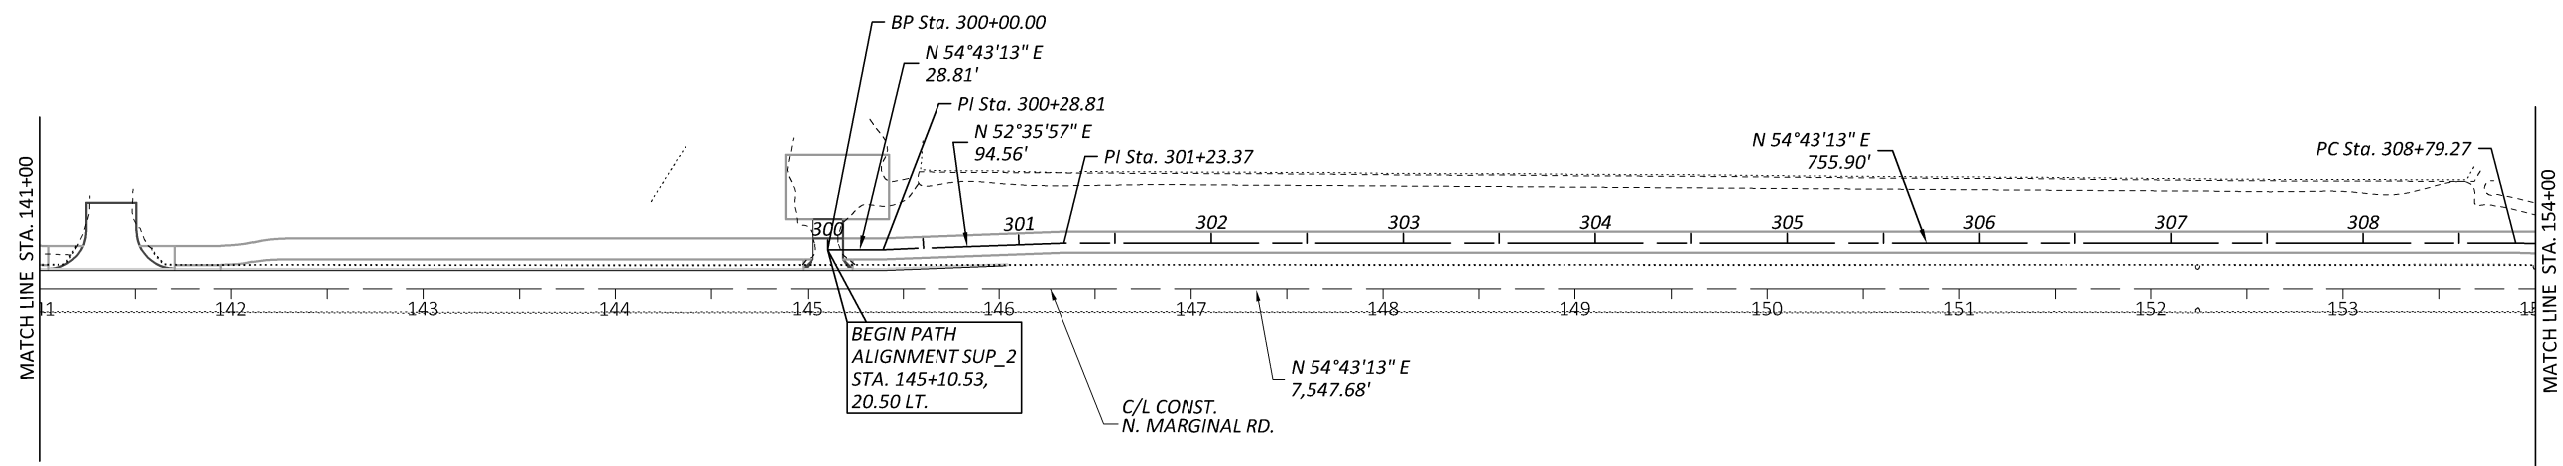 BP Sta. 300+00.00
N 54°43'13" E
28.81'
PI Sta. 300+28.81
N 52°35'57" E
94.56'
PI Sta. 301+23.37
N 54°43'13" E
755.90'
PC Sta. 308+79.27
MATCH LINE STA. 141+00
MATCH LINE STA. 154+00
300 301 302 303 304 305 306 307 308
142 143 144 145 146 147 148 149 150 151 152 153
BEGIN PATH
ALIGNMENT SUP_2
STA. 145+10.53,
20.50 LT.
N 54°43'13" E
7,547.68'
C/L CONST.
N. MARGINAL RD.